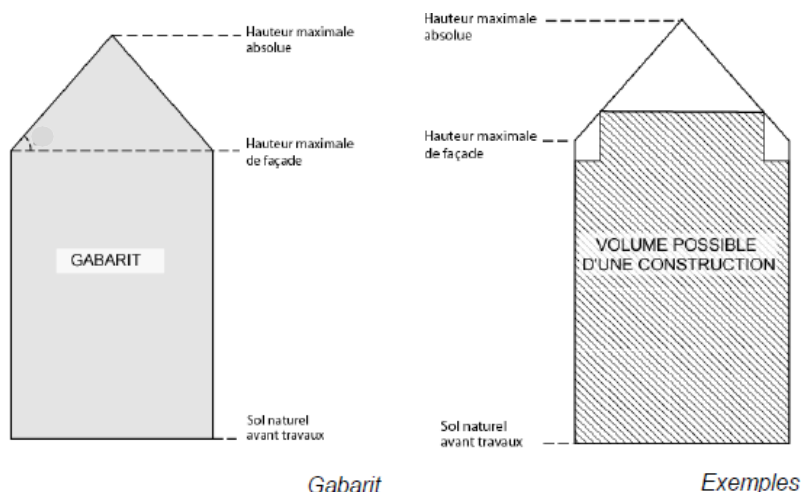 Hauteur maximale
absolue
Hauteur maximale
de façade
GABARIT
Sol naturel
avant travaux
Gabarit
Hauteur maximale
absolue
Hauteur maximale
de façade
VOLUME POSSIBLE
D'UNE CONSTRUCTION
Sol naturel
avant travaux
Exemples